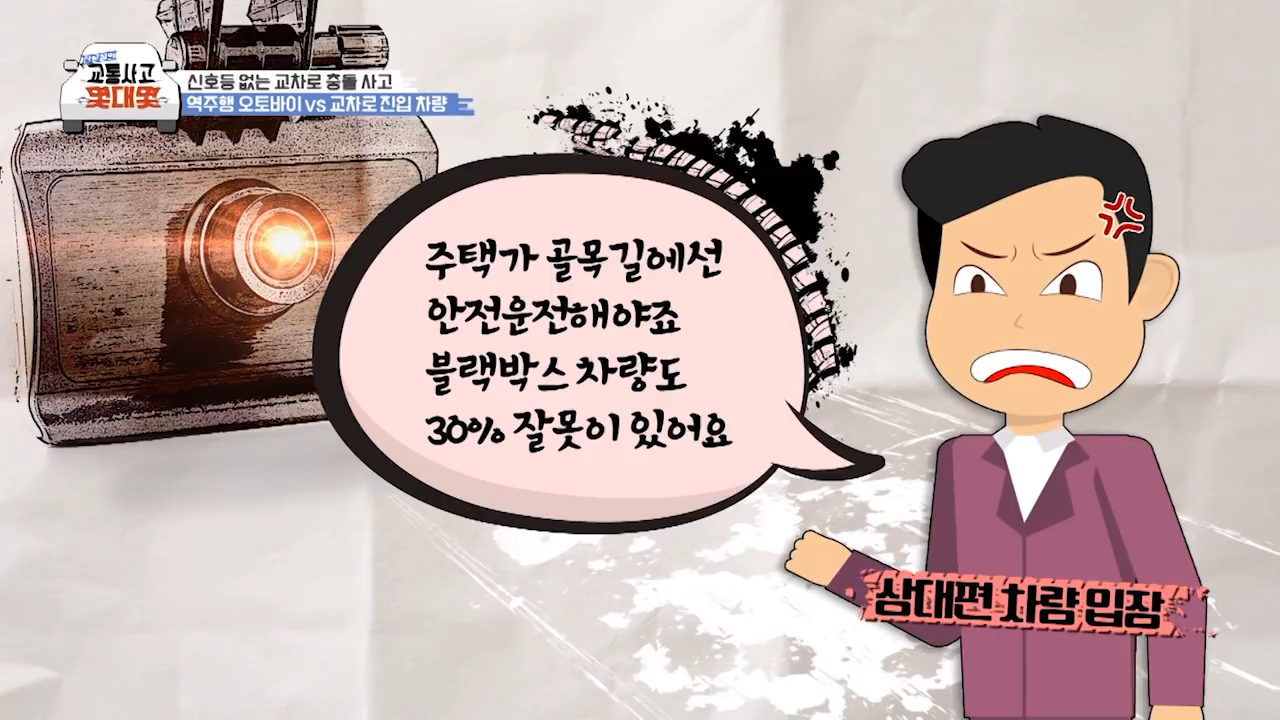 교통사고
몇대몇
신호등 없는 교차로 충돌 사고
역주행 오토바이 vs 교차로 진입 차량
주택가 골목길에선
안전운전해야죠
블랙박스 차량도
30% 잘못이 있어요
상대편 차량 입장